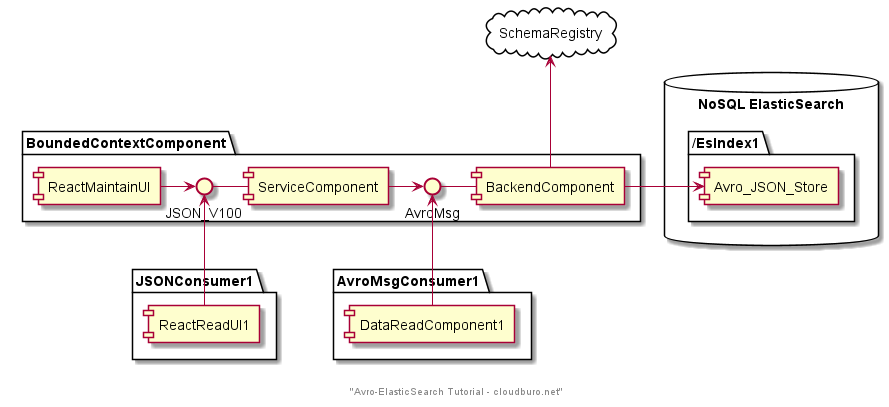 SchemaRegistry
NoSQL ElasticSearch
BoundedContextComponent
/EsIndex1
ReactMaintainUI
ServiceComponent
BackendComponent
Avro_JSON_Store
JSON_V100
AvroMsg
JSONConsumer1
AvroMsgConsumer1
ReactReadUI1
DataReadComponent1
"Avro-ElasticSearch Tutorial - cloudburo.net"